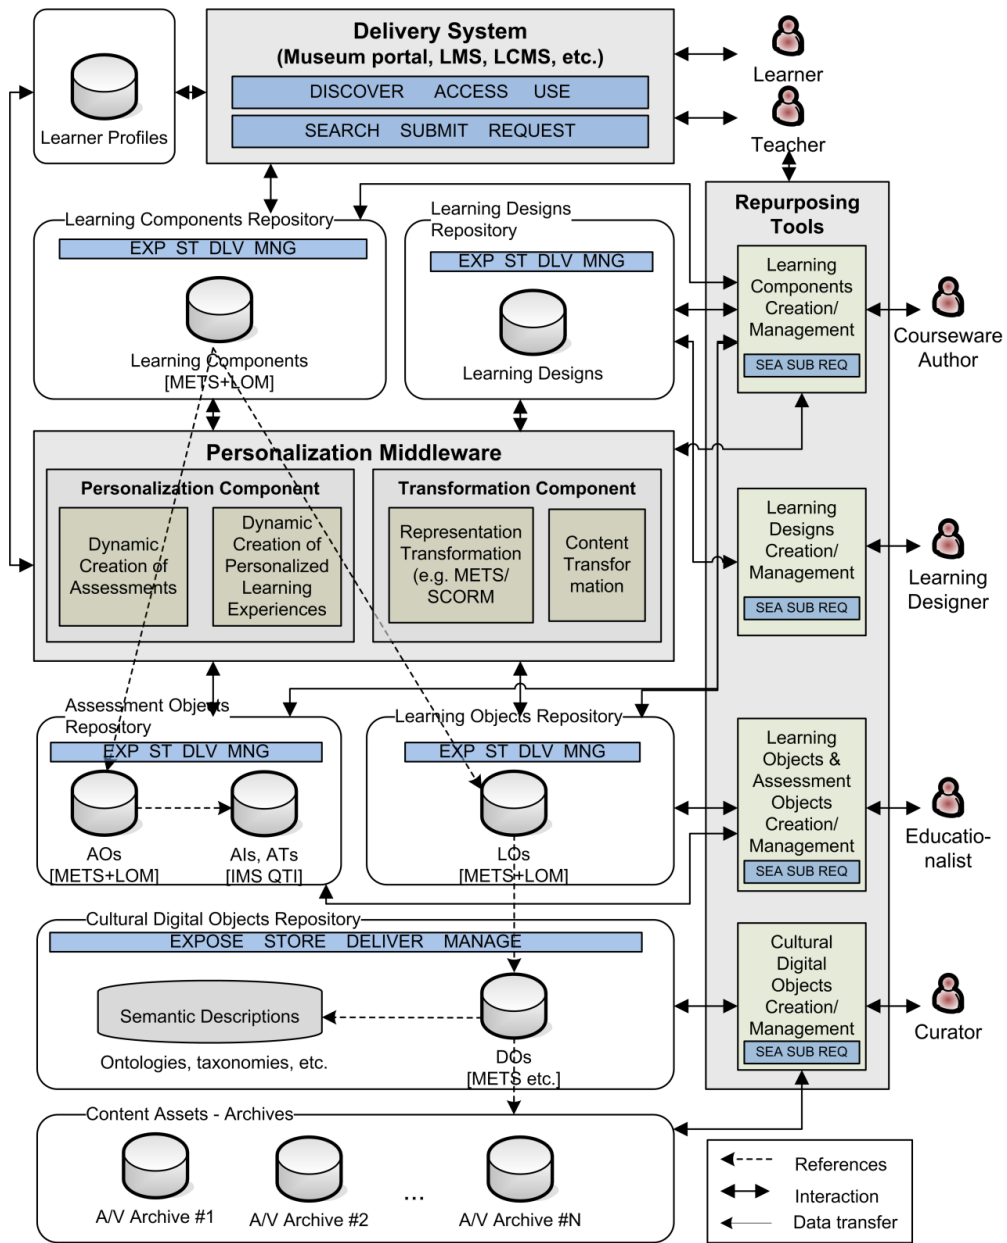 Delivery System
(Museum portal, LMS, LCMS, etc.)
DISCOVER ACCESS USE
SEARCH SUBMIT REQUEST
Learner Profiles
Learner
Teacher
Learning Components Repository
EXP ST DLV MNG
Learning Components
[METS+LOM]
Learning Designs
Repository
EXP ST DLV MNG
Learning Designs
Repurposing
Tools
Learning
Components
Creation/
Management
SEA SUB REQ
Courseware
Author
Personalization Middleware
Personalization Component
Dynamic
Creation of
Assessments
Dynamic
Creation of
Personalized
Learning
Experiences
Transformation Component
Representation
Transformation
(e.g. METS/
SCORM
Content
Transfor
mation
Learning
Designs
Creation/
Management
SEA SUB REQ
Learning
Designer
Assessment Objects
Repository
EXP ST DLV MNG
AOs
[METS+LOM]
AIs, ATs
[IMS QTI]
Learning Objects Repository
EXP ST DLV MNG
LOs
[METS+LOM]
Learning
Objects &
Assessment
Objects
Creation/
Management
SEA SUB REQ
Educatio-
nalist
Cultural Digital Objects Repository
EXPOSE STORE DELIVER MANAGE
Semantic Descriptions
Ontologies, taxonomies, etc.
DOs
[METS etc.]
Cultural
Digital
Objects
Creation/
Management
SEA SUB REQ
Curator
Content Assets - Archives
A/V Archive #1
A/V Archive #2
...
A/V Archive #N
References
Interaction
Data transfer